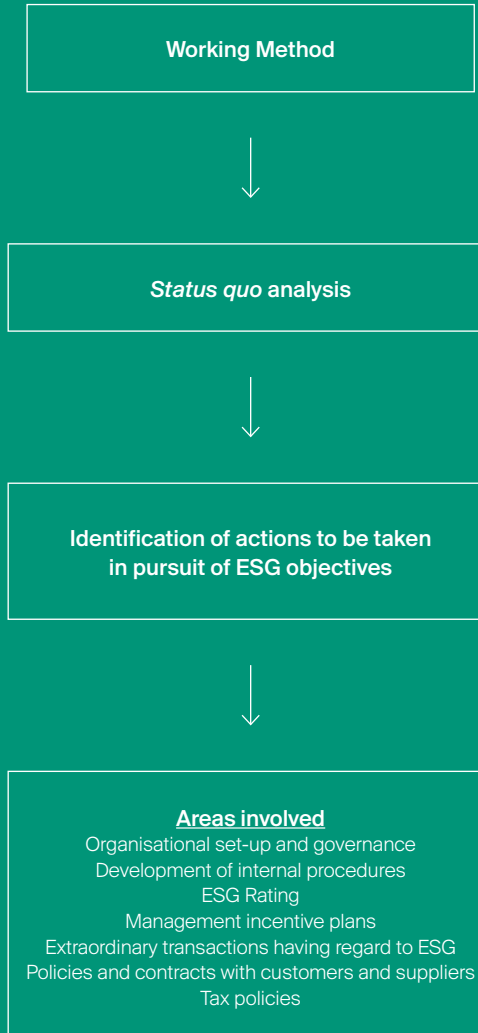 Working Method
Status quo analysis
Identification of actions to be taken
in pursuit of ESG objectives
Areas involved
Organisational set-up and governance
Development of internal procedures
ESG Rating
Management incentive plans
Extraordinary transactions having regard to ESG
Policies and contracts with customers and suppliers
Tax policies